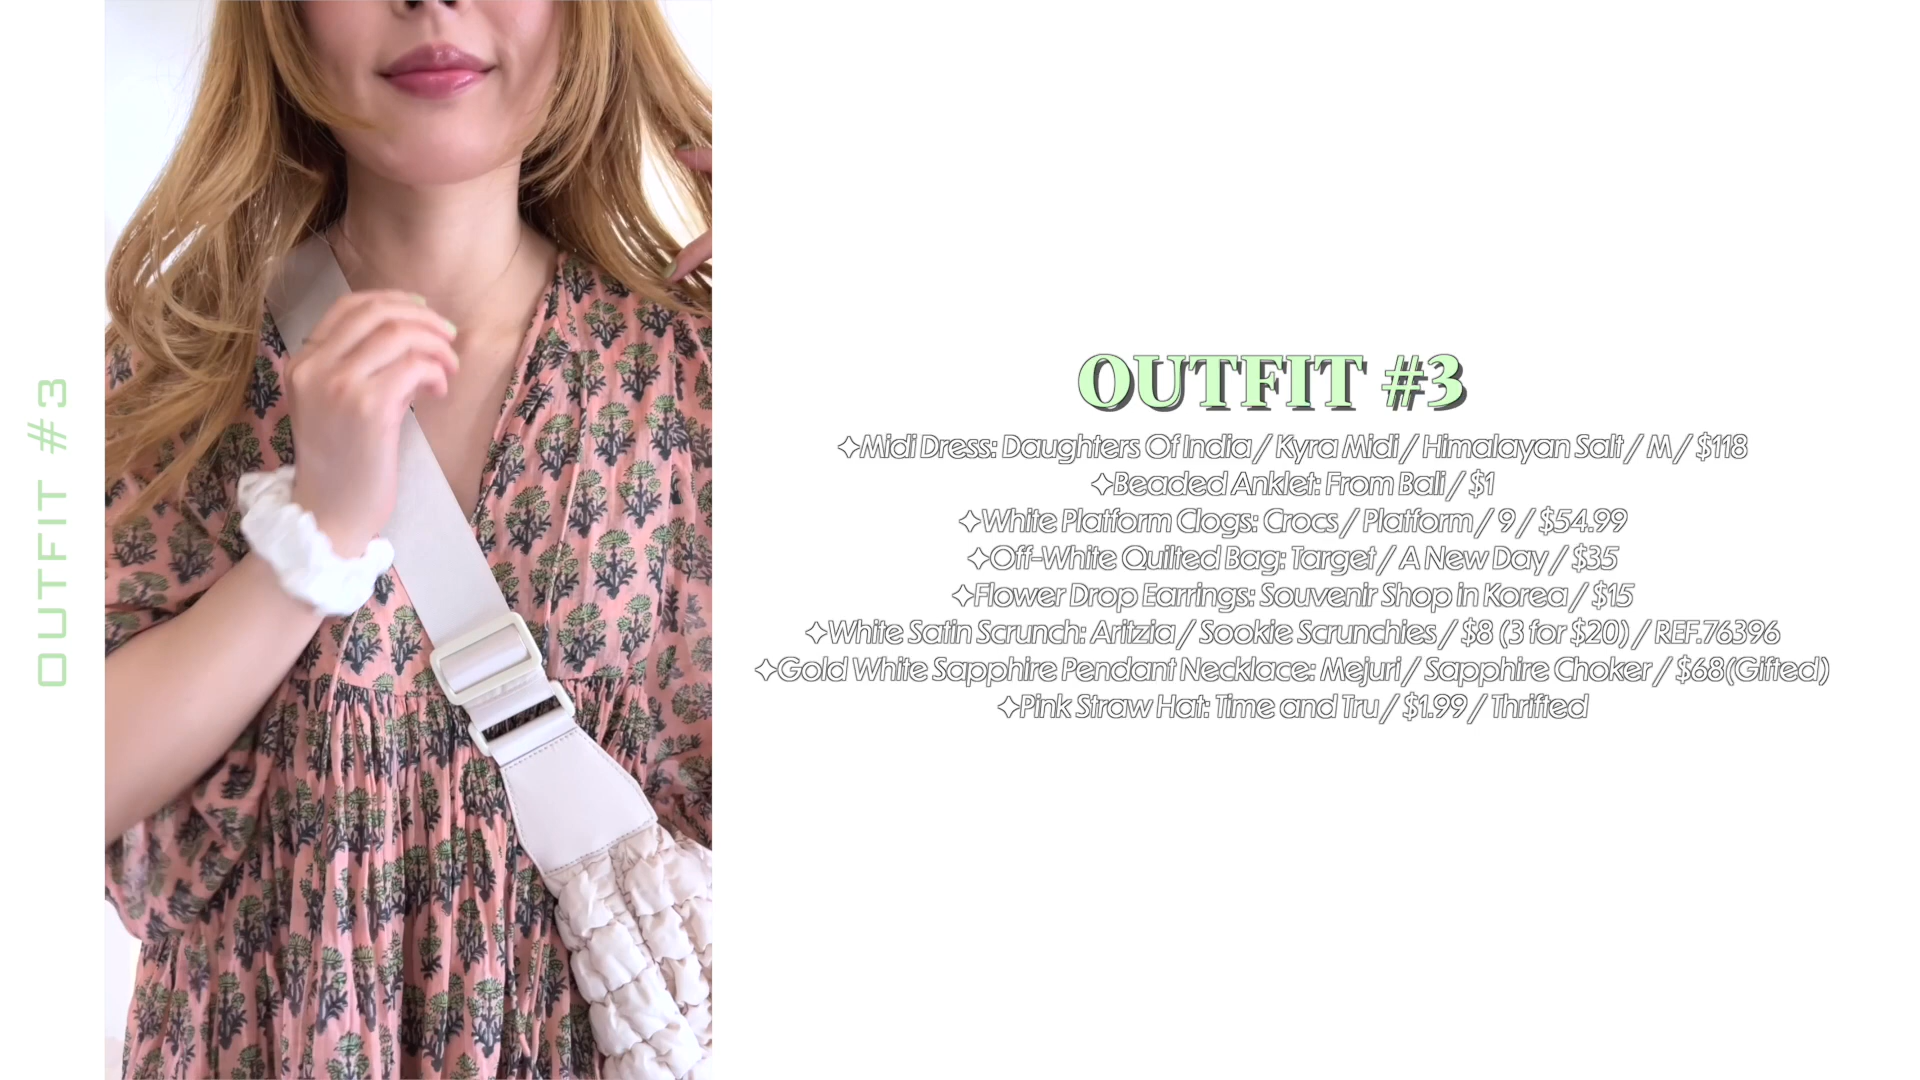 OUTFIT #3
OUTFIT #3
✦Midi Dress: Daughters Of India / Kyra Midi / Himalayan Salt / M / $118
✦Beaded Anklet: From Bali / $1
✦White Platform Clogs: Crocs / Platform / 9 / $54.99
✦Off-White Quilted Bag: Target / A New Day / $35
✦Flower Drop Earrings: Souvenir Shop in Korea / $15
✦White Satin Scrunch: Aritzia / Sookie Scrunchies / $8 (3 for $20) / REF.76396
✦Gold White Sapphire Pendant Necklace: Mejuri / Sapphire Choker / $68(Gifted)
✦Pink Straw Hat: Time and Tru / $1.99 / Thrifted